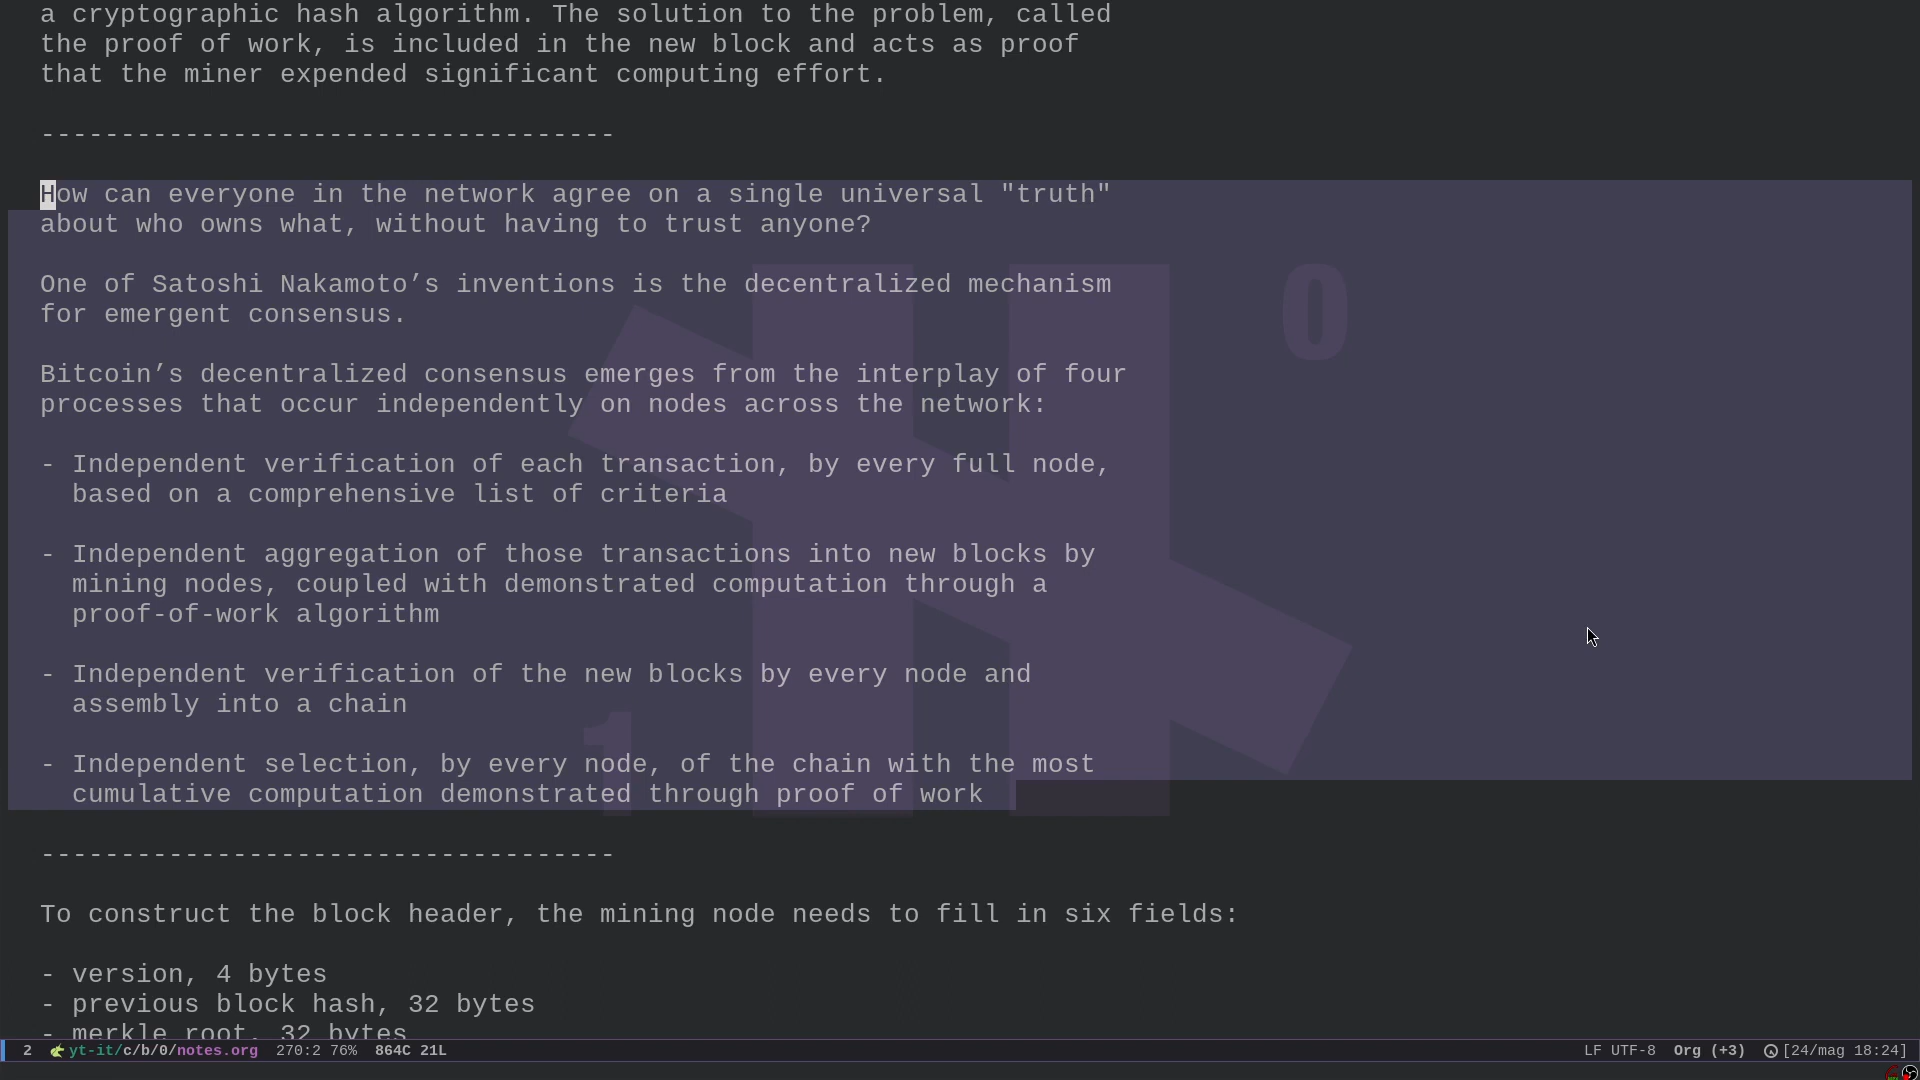 a cryptographic hash algorithm. The solution to the problem, called
the proof of work, is included in the new block and acts as proof
that the miner expended significant computing effort.
------------------------------------
How can everyone in the network agree on a single universal "truth"
about who owns what, without having to trust anyone?
One of Satoshi Nakamoto’s inventions is the decentralized mechanism
for emergent consensus.
Bitcoin’s decentralized consensus emerges from the interplay of four
processes that occur independently on nodes across the network:
- Independent verification of each transaction, by every full node,
based on a comprehensive list of criteria
- Independent aggregation of those transactions into new blocks by
mining nodes, coupled with demonstrated computation through a
proof-of-work algorithm
- Independent verification of the new blocks by every node and
assembly into a chain
- Independent selection, by every node, of the chain with the most
cumulative computation demonstrated through proof of work
------------------------------------
To construct the block header, the mining node needs to fill in six fields:
- version, 4 bytes
- previous block hash, 32 bytes
- merkle root, 32 bytes
2 yt-it/c/b/0/notes.org 270:2 76% 864C 21L LF UTF-8 Org (+3) [24/mag 18:24]
0
1